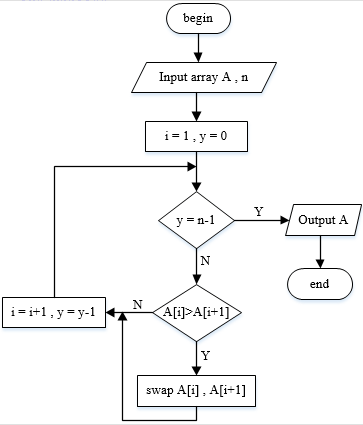 begin
Input array A , n
i = 1 , y = 0
y = n-1
Y
Output A
N
end
A[i]>A[i+1]
N
i = i+1 , y = y-1
Y
swap A[i] , A[i+1]